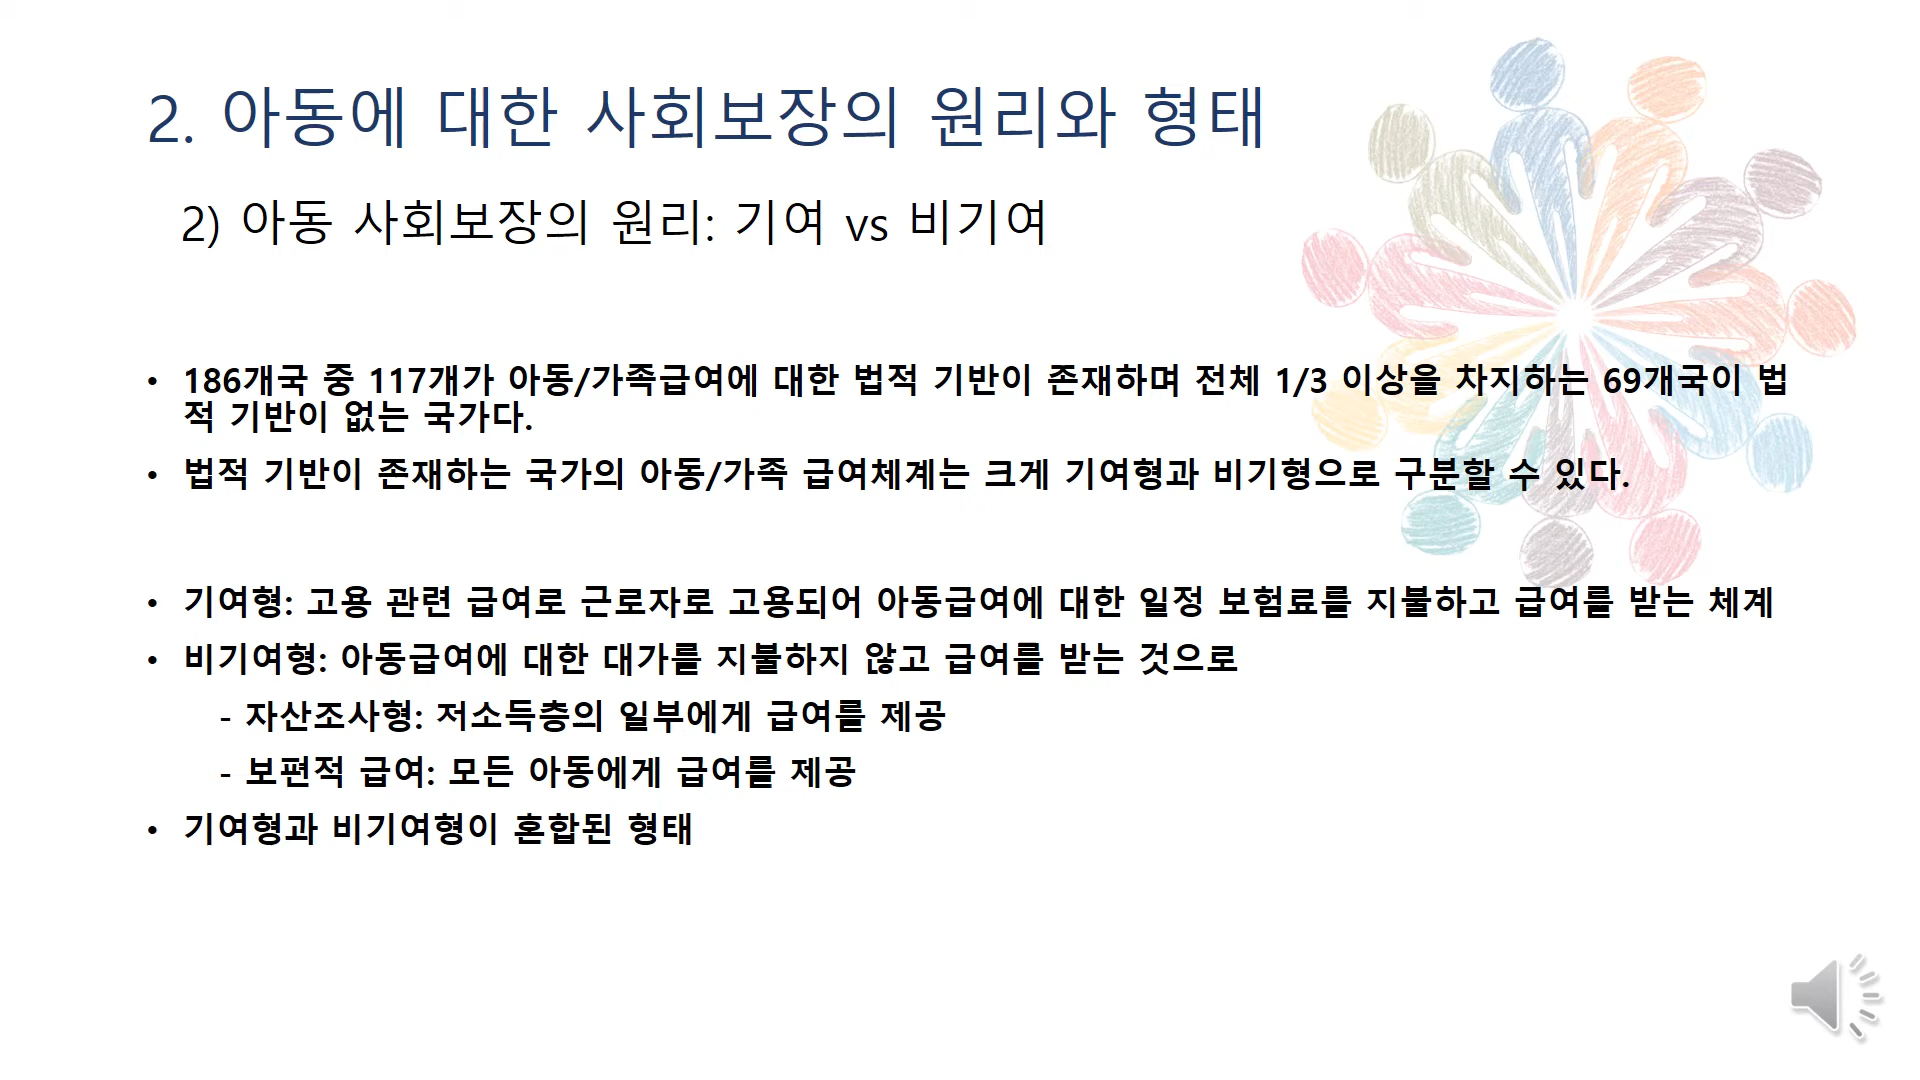 2. 아동에 대한 사회보장의 원리와 형태
2) 아동 사회보장의 원리: 기여 vs 비기여
• 186개국 중 117개가 아동/가족급여에 대한 법적 기반이 존재하며 전체 1/3 이상을 차지하는 69개국이 법
적 기반이 없는 국가다.
• 법적 기반이 존재하는 국가의 아동/가족 급여체계는 크게 기여형과 비기형으로 구분할 수 있다.
• 기여형: 고용 관련 급여로 근로자로 고용되어 아동급여에 대한 일정 보험료를 지불하고 급여를 받는 체계
• 비기여형: 아동급여에 대한 대가를 지불하지 않고 급여를 받는 것으로
- 자산조사형: 저소득층의 일부에게 급여를 제공
- 보편적 급여: 모든 아동에게 급여를 제공
• 기여형과 비기여형이 혼합된 형태